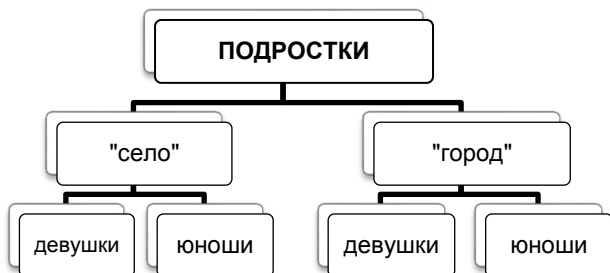 ПОДРОСТКИ
"село"
"город"
девушки
юноши
девушки
юноши